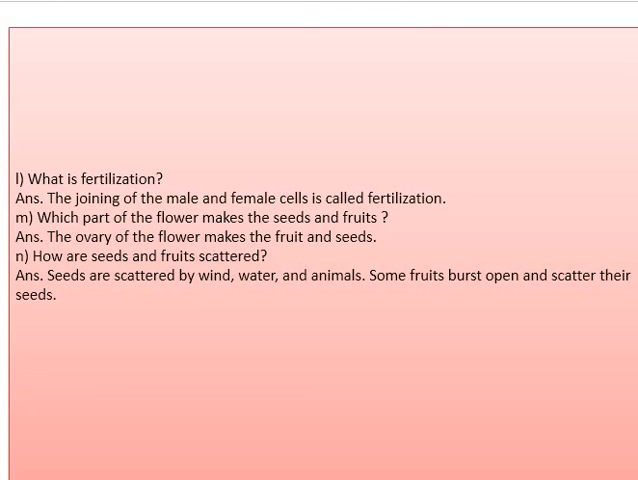 l) What is fertilization?
Ans. The joining of the male and female cells is called fertilization.
m) Which part of the flower makes the seeds and fruits ?
Ans. The ovary of the flower makes the fruit and seeds.
n) How are seeds and fruits scattered?
Ans. Seeds are scattered by wind, water, and animals. Some fruits burst open and scatter their
seeds.